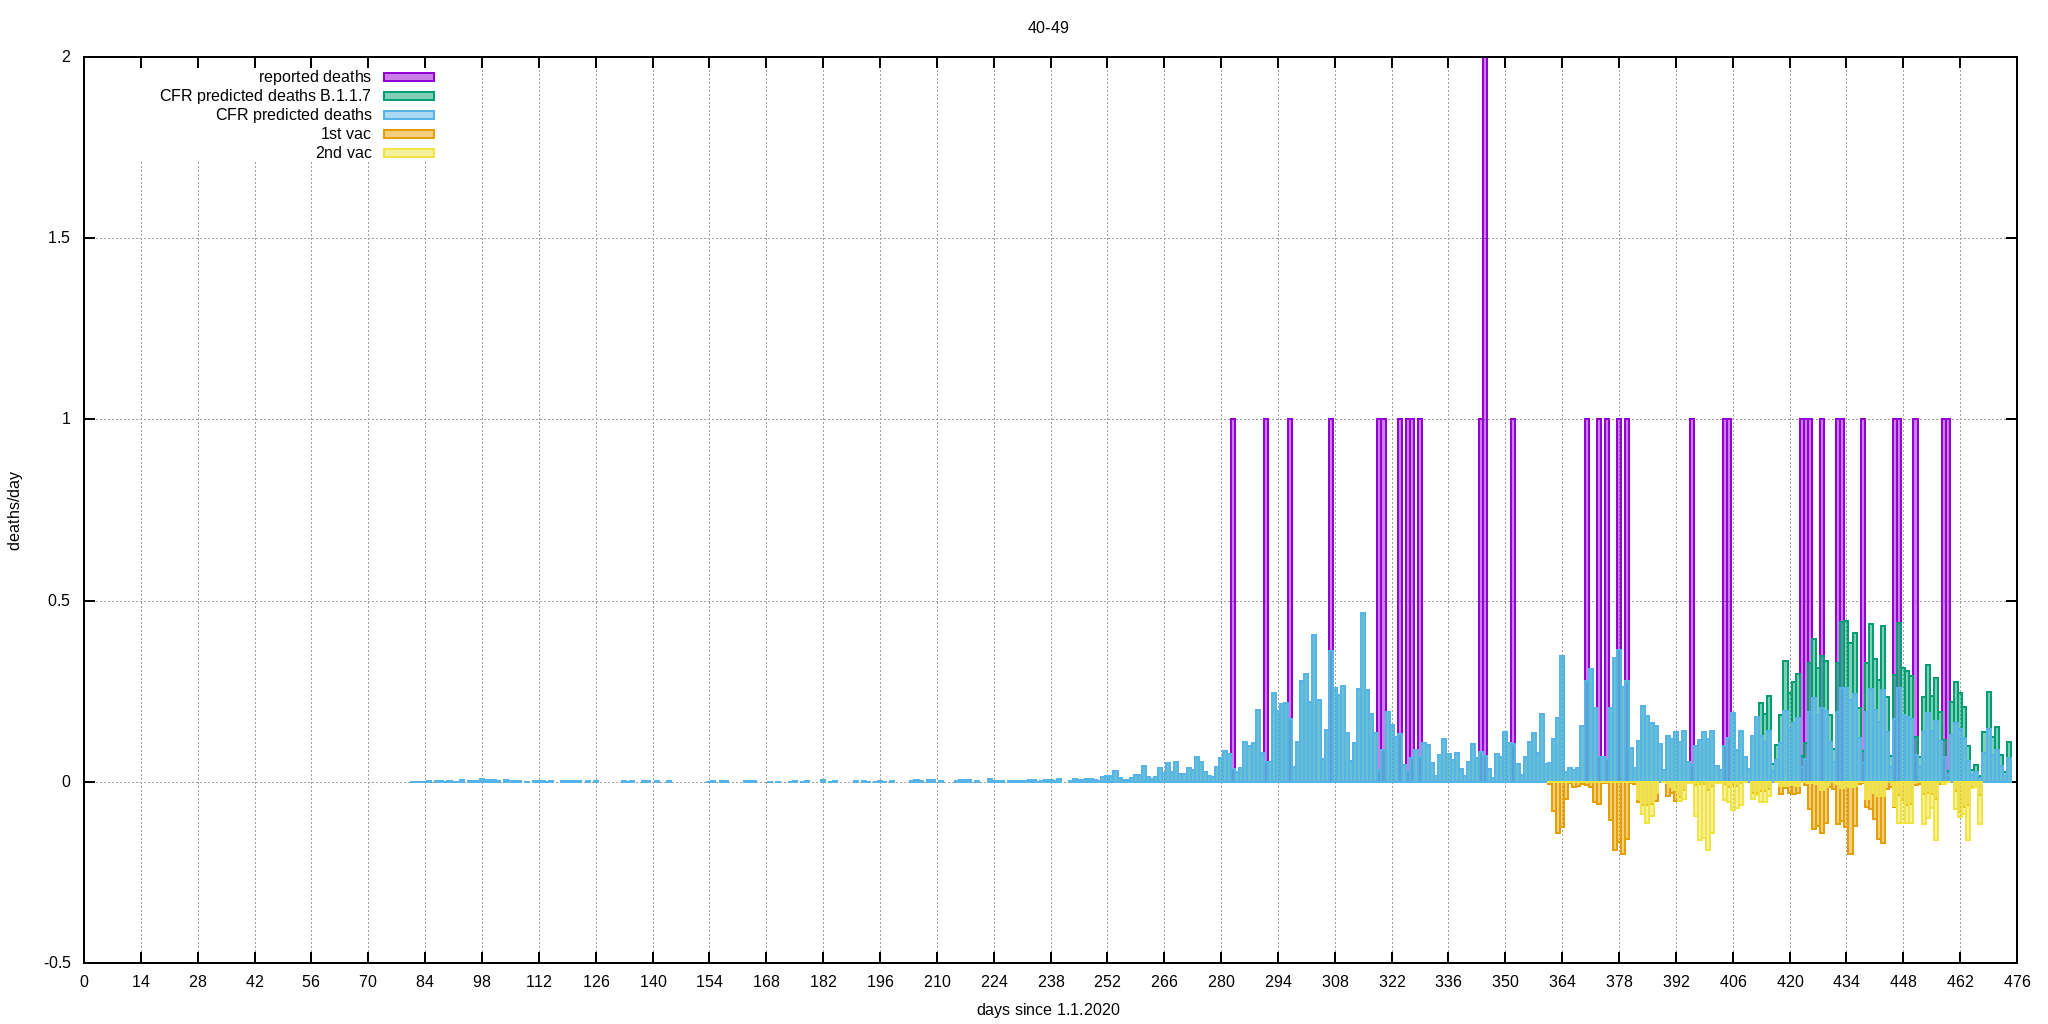 40-49
2
reported deaths
CFR predicted deaths B.1.1.7
CFR predicted deaths
1st vac
2nd vac
1.5
1
0.5
0
-0.5
deaths/day
0 14 28 42 56 70 84 98 112 126 140 154 168 182 196 210 224 238 252 266 280 294 308 322 336 350 364 378 392 406 420 434 448 462 476
days since 1.1.2020